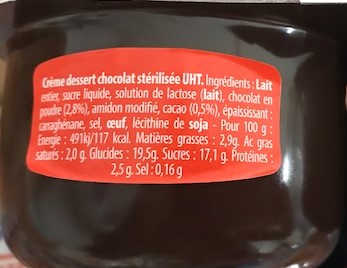 Crème dessert chocolat stérilisée UHT. Ingrédients : Lait
entier, sucre liquide, solution de lactose (lait), chocolat en
poudre (2,8%), amidon modifié, cacao (0,5%), épaississant :
carraghénane, sel, œuf, lécithine de soja - Pour 100 g :
Energie : 491kj/117 kcal. Matières grasses : 2,9g. Ac gras
saturés : 2,0 g. Glucides : 19,5g. Sucres : 17,1 g. Protéines :
2,5 g. Sel : 0,16 g